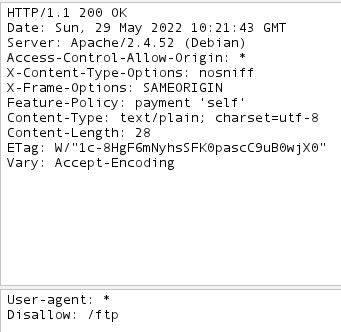 HTTP/1.1 200 OK
Date: Sun, 29 May 2022 10:21:43 GMT
Server: Apache/2.4.52 (Debian)
Access-Control-Allow-Origin: *
X-Content-Type-Options: nosniff
X-Frame-Options: SAMEORIGIN
Feature-Policy: payment 'self'
Content-Type: text/plain; charset=utf-8
Content-Length: 28
ETag: W/"1c-8HgF6mNyhsSFK0pascC9uB0wjX0"
Vary: Accept-Encoding
User-agent: *
Disallow: /ftp